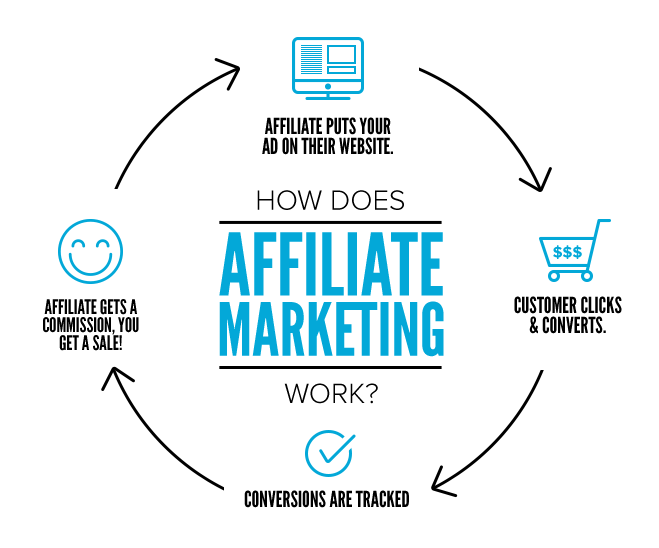 AFFILIATE PUTS YOUR
AD ON THEIR WEBSITE.
HOW DOES
AFFILIATE
MARKETING
WORK?
$$$
CUSTOMER CLICKS
& CONVERTS.
CONVERSIONS ARE TRACKED
AFFILIATE GETS A
COMMISSION, YOU
GET A SALE!